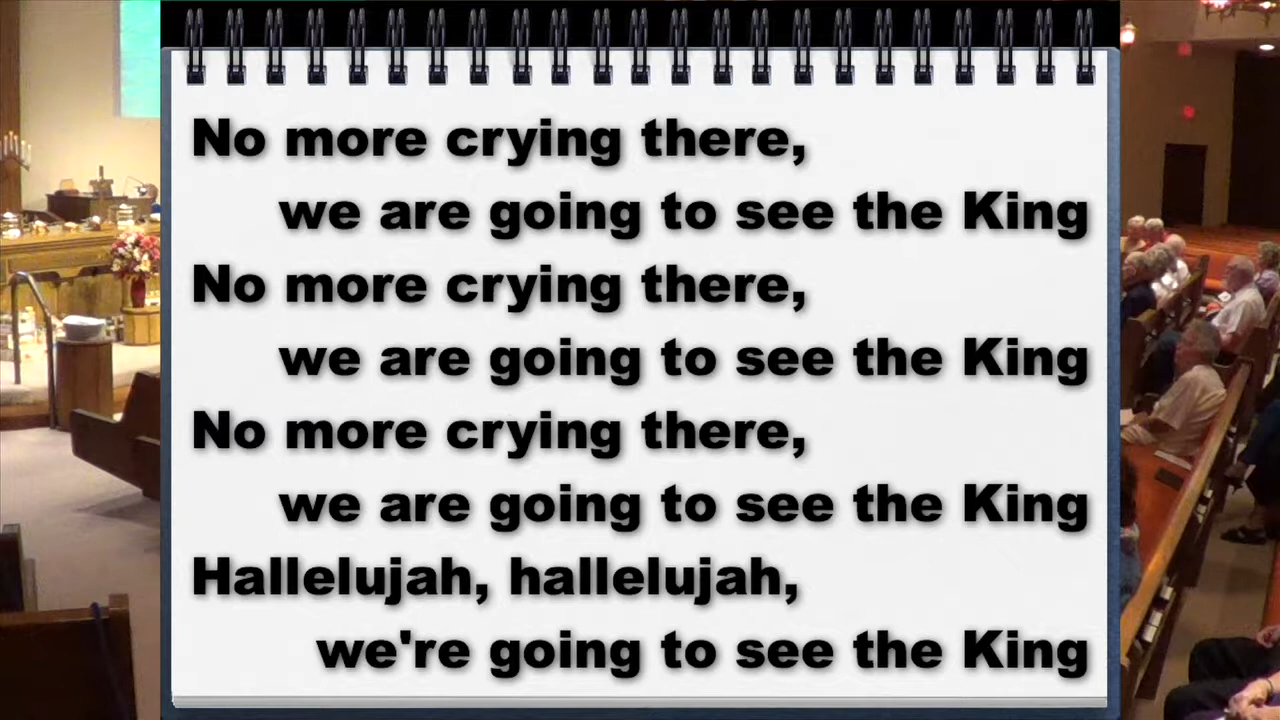 No more crying there,
we are going to see the King
No more crying there,
we are going to see the King
No more crying there,
we are going to see the King
Hallelujah, hallelujah,
we're going to see the King